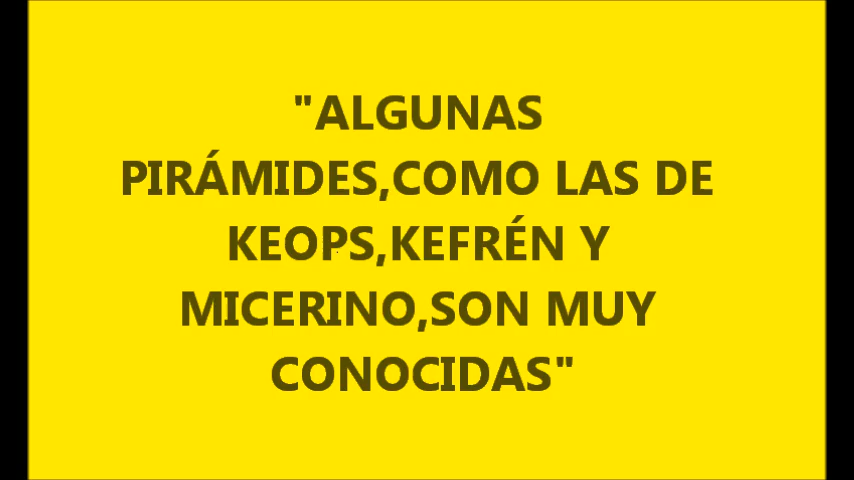 "ALGUNAS
PIRÁMIDES,COMO LAS DE
KEOPS,KEFRÉN Y
MICERINO,SON MUY
CONOCIDAS"